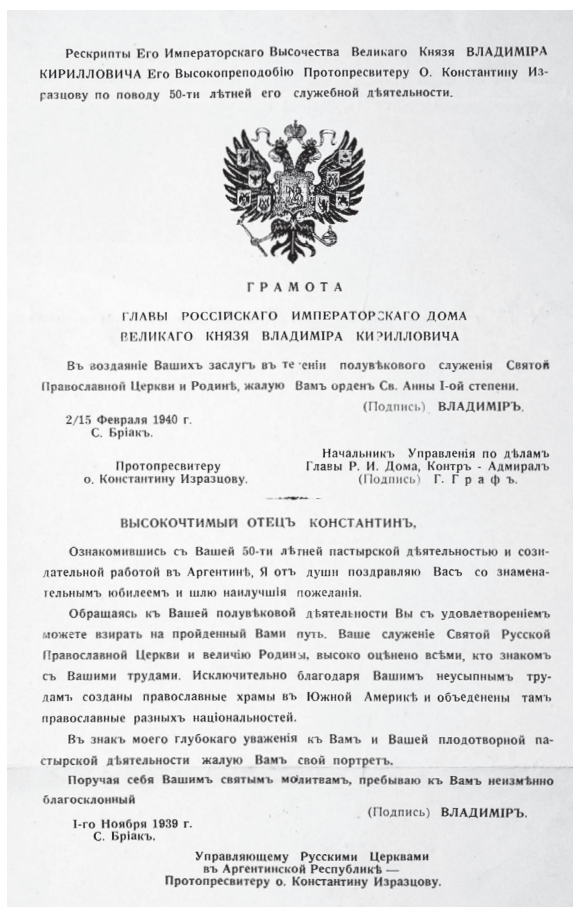 Рескрипты Его Императорскаго Высочества Великаго Князя ВЛАДИМІРА
КИРИЛЛОВИЧА Его Высокопреподобію Протопресвитеру О. Константину Из-
разцову по поводу 50-ти лѣтней его служебной дѣятельности.
ГРАМОТА
ГЛАВЫ РОССІЙСКАГО ИМПЕРАТОРСКАГО ДОМА
ВЕЛИКАГО КНЯЗЯ ВЛАДИМІРА КИРИЛЛОВИЧА
Въ воздаяніе Вашихъ заслугъ въ теченіи полувѣкового служенія Святой
Православной Церкви и Родинѣ, жалую Вамъ орденъ Св. Анны I-ой степени.
(Подпись) ВЛАДИМІРЪ.
2/15 Февраля 1940 г.
С. Бріакъ.
Начальник Управленія по дѣламъ
Протопресвитеру Главы Р. И. Дома, Контръ - Адмиралъ
о. Константину Изразцову. (Подпись) Г. Графъ.
ВЫСОКОЧТИМЫЙ ОТЕЦЪ КОНСТАНТИНЪ,
Ознакомившись съ Вашей 50-ти лѣтней пастырской дѣятельностью и сози-
дательной работой въ Аргентинѣ, Я отъ души поздравляю Васъ со знамена-
тельнымъ юбилеемъ и шлю наилучшія пожеланія.
Обращаясь къ Вашей полувѣковой дѣятельности Вы съ удовлетвореніемъ
можете взирать на пройденный Вами путь. Ваше служеніе Святой Русской
Православной Церкви и величію Родины, высоко оцѣнено всѣми, кто знакомъ
съ Вашими трудами. Исключительно благодаря Вашимъ неусыпнымъ тру-
дамъ созданы православные храмы въ Южной Америкѣ и объеденены тамъ
православные разныхъ національностей.
Въ знакъ моего глубокаго уваженія къ Вамъ и Вашей плодотворной па-
стырской дѣятельности жалую Вамъ свой портретъ.
Поручая себя Вашимъ святымъ молитвамъ, пребываю къ Вамъ неизмѣнно
благосклонный
(Подпись) ВЛАДИМІРЪ.
I-го Ноября 1939 г.
С. Бріакъ.
Управляющему Русскими Церквами
въ Аргентинской Республикѣ —
Протопресвитеру о. Константину Изразцову.